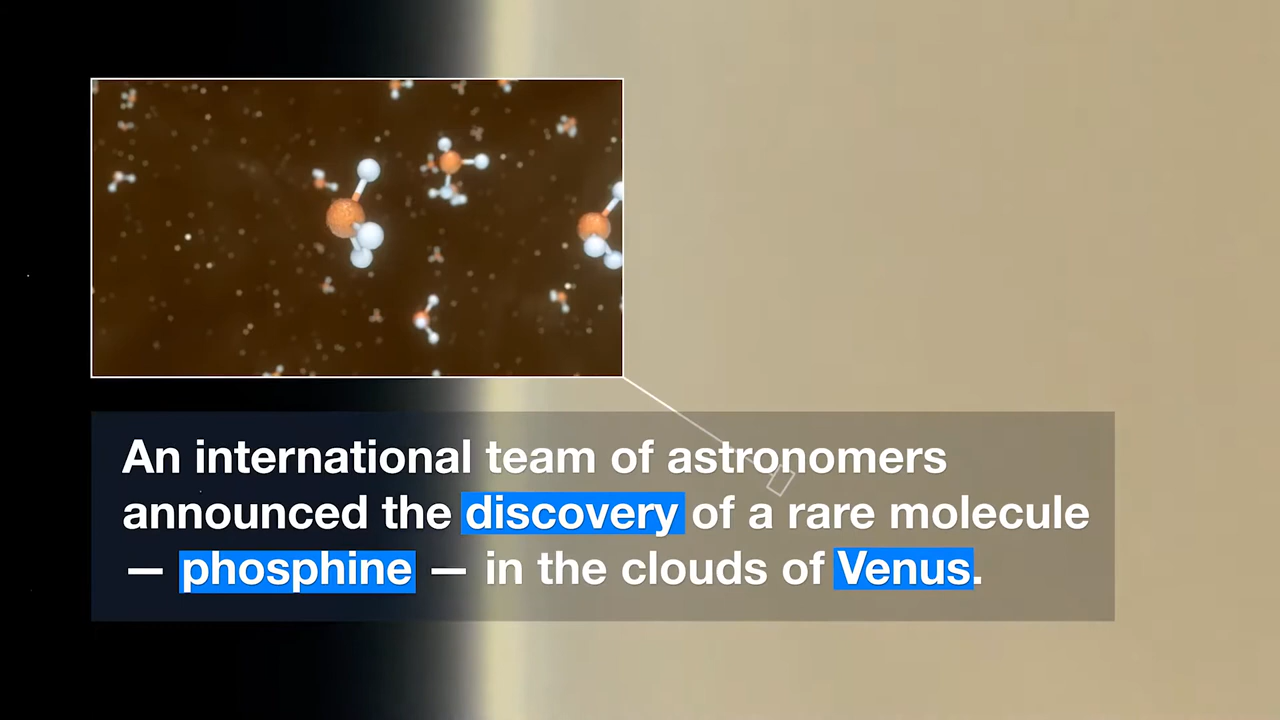 An international team of astronomers
announced the discovery of a rare molecule
— phosphine — in the clouds of Venus.